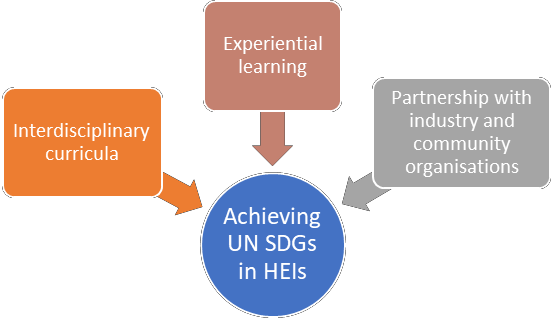 Experiential
learning
Interdisciplinary
curricula
Partnership with
industry and
community
organisations
Achieving
UN SDGs
in HEIs